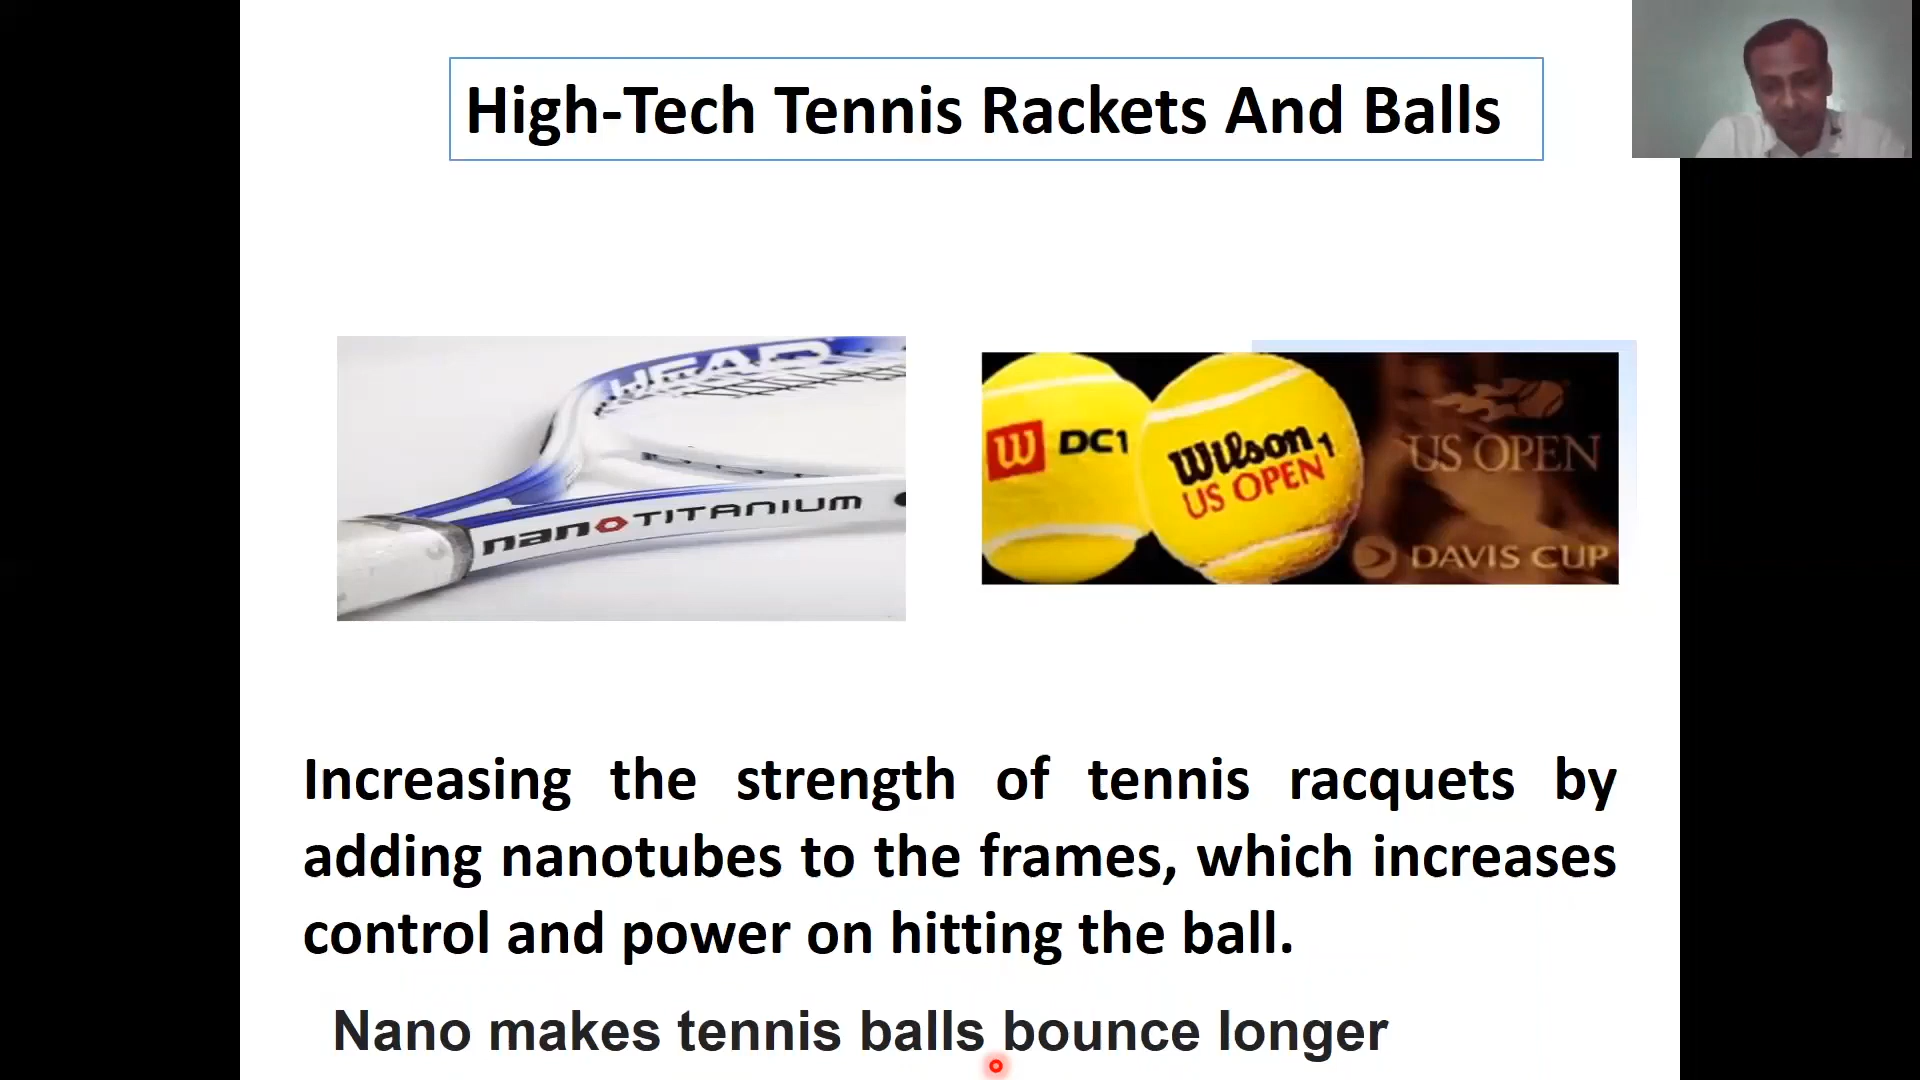 High-Tech Tennis Rackets And Balls
HEAD
nanoTITANIUM
W DC1
Wilson 1
US OPEN
US OPEN
DAVIS CUP
Increasing the strength of tennis racquets by
adding nanotubes to the frames, which increases
control and power on hitting the ball.
Nano makes tennis balls bounce longer